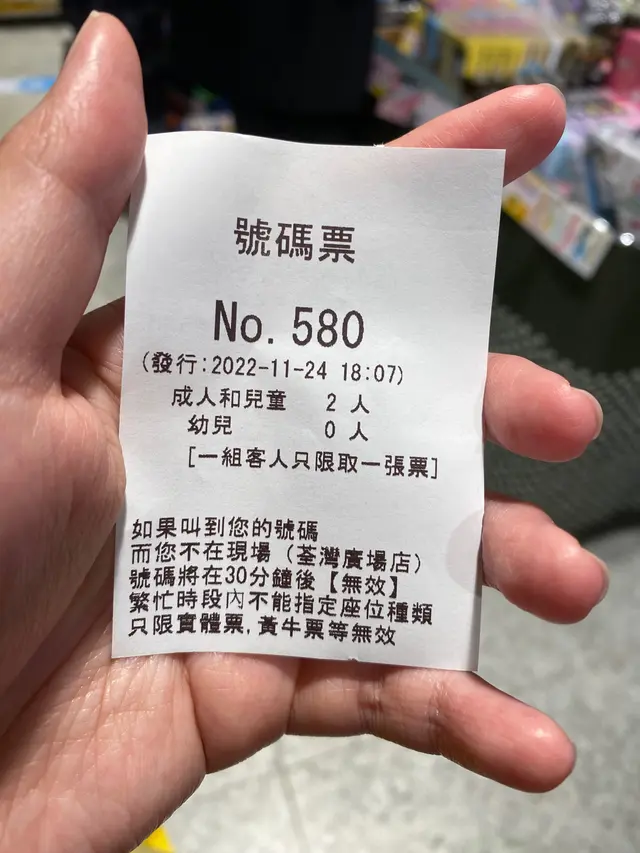 號碼票
No. 580
(發行:2022-11-24 18:07)
成人和兒童 2 人
幼兒 0 人
[一組客人只限取一張票]
如果叫到您的號碼
而您不在現場（荃灣廣場店）
號碼將在30分鐘後【無效】
繁忙時段內不能指定座位種類
只限實體票,黃牛票等無效